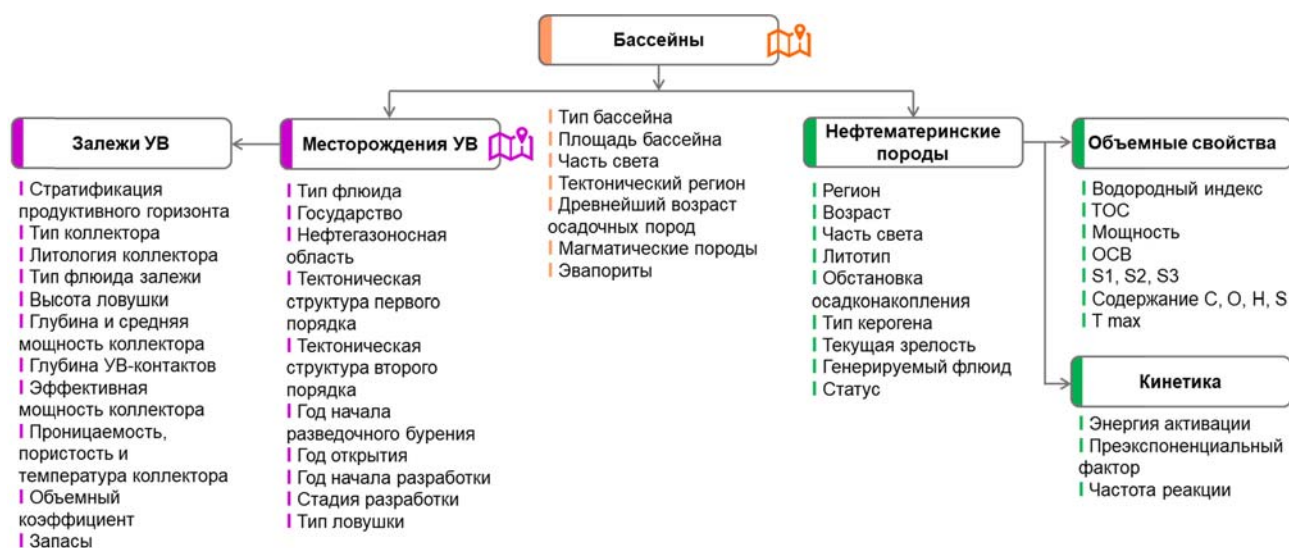 Бассейны
Залежи УВ
Стратификация
продуктивного горизонта
Тип коллектора
Литология коллектора
Тип флюида залежи
Высота ловушки
Глубина и средняя
мощность коллектора
Глубина УВ-контактов
Эффективная
мощность коллектора
Проницаемость,
пористость и
температура коллектора
Объемный
коэффициент
Запасы
Месторождения УВ
Тип флюида
Государство
Нефтегазоносная
область
Тектоническая
структура первого
порядка
Тектоническая
структура второго
порядка
Год начала
разведочного бурения
Год открытия
Год начала разработки
Стадия разработки
Тип ловушки
Тип бассейна
Площадь бассейна
Часть света
Тектонический регион
Древнейший возраст
осадочных пород
Магматические породы
Эвапориты
Нефтематеринские
породы
Регион
Возраст
Часть света
Литотип
Обстановка
осадконакопления
Тип керогена
Текущая зрелость
Генерируемый флюид
Статус
Объемные свойства
Водородный индекс
ТОС
Мощность
ОСВ
S1, S2, S3
Содержание С, О, Н, S
T max
Кинетика
Энергия активации
Преэкспоненциальный
фактор
Частота реакции